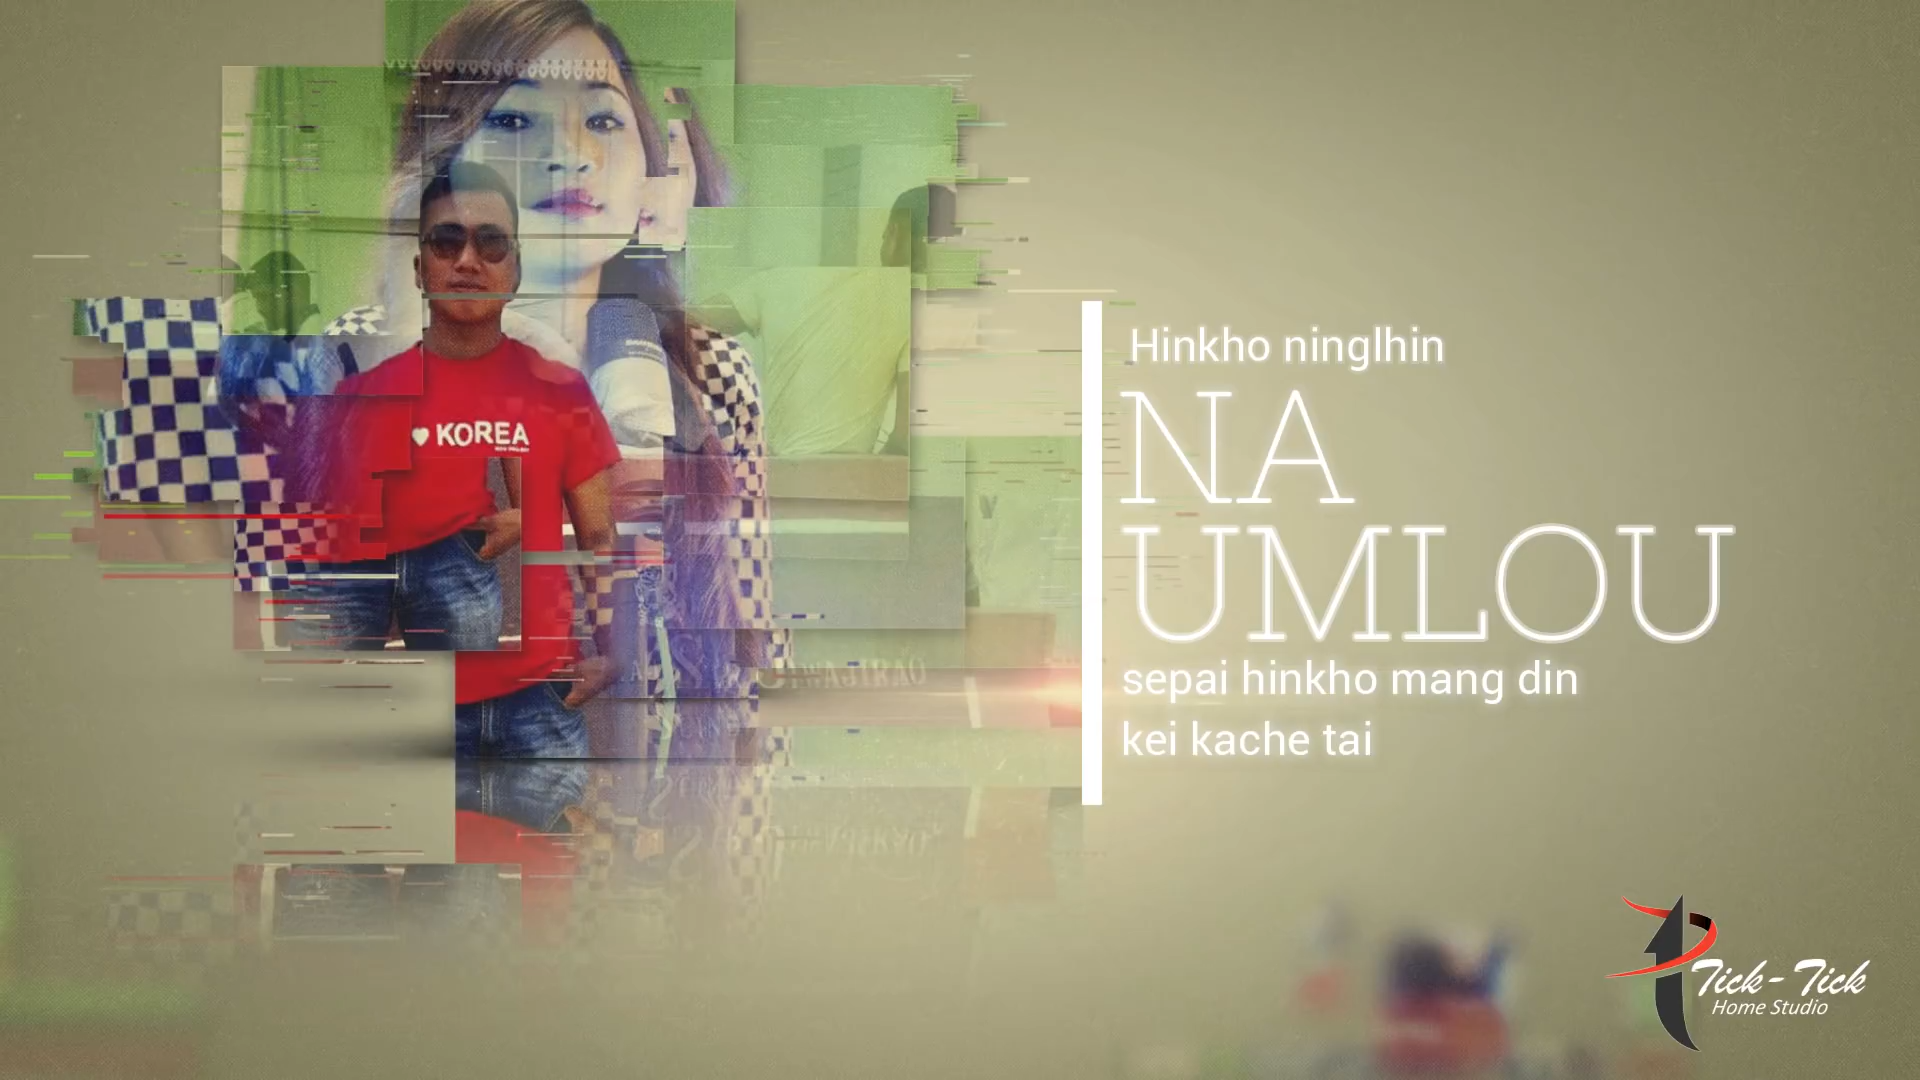 KOREA
Hinkho ninglhin
NA
UMLOU
sepai hinkho mang din
kei kache tai
Tick-Tick
Home Studio